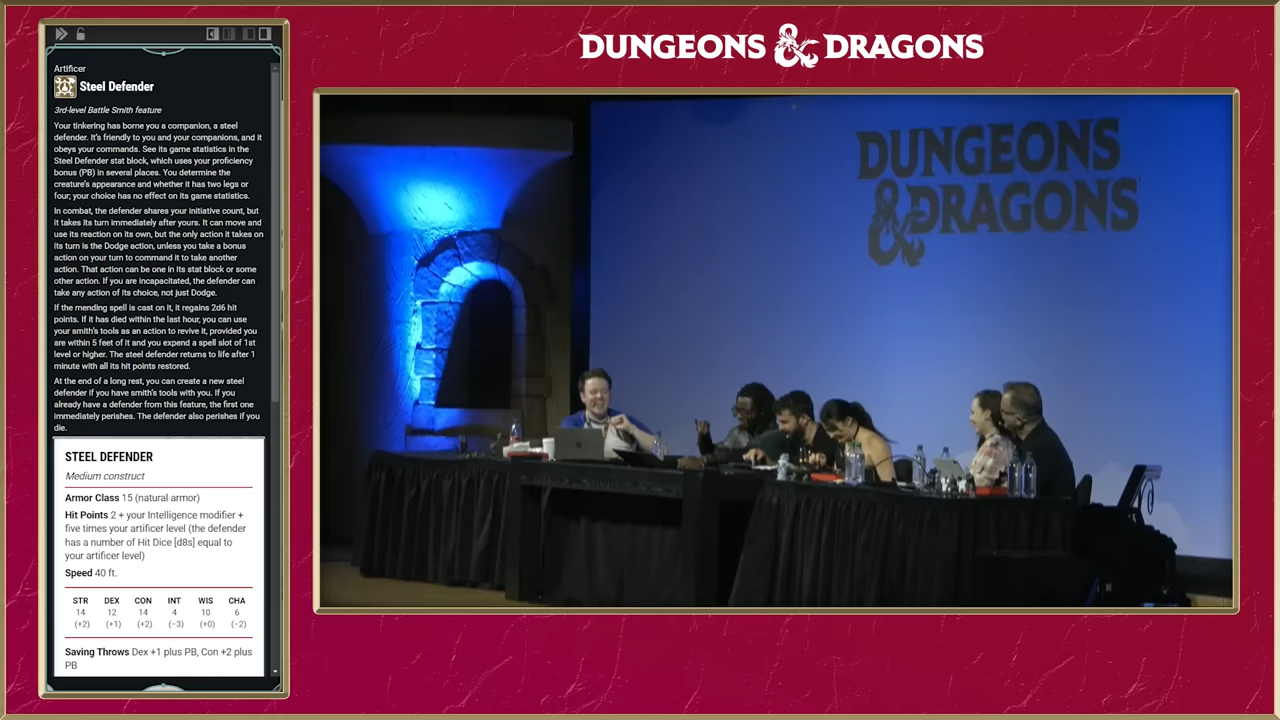 DUNGEONS & DRAGONS
Artificer
Steel Defender
3rd-level Battle Smith feature
Your tinkering has borne you a companion, a steel
defender. It's friendly to you and your companions, and it
obeys your commands. See its game statistics in the
Steel Defender stat block, which uses your proficiency
bonus (PB) in several places. You determine the
creature's appearance and whether it has two legs or
four; your choice has no effect on its game statistics.
In combat, the defender shares your initiative count, but
it takes its turn immediately after yours. It can move and
use its reaction on its own, but the only action it takes on
its turn is the Dodge action, unless you take a bonus
action on your turn to command it to take another
action. That action can be one in its stat block or some
other action. If you are incapacitated, the defender can
take any action of its choice, not just Dodge.
If the mending spell is cast on it, it regains 2d6 hit
points. If it has died within the last hour, you can use
your smith's tools as an action to revive it, provided you
are within 5 feet of it and you expend a spell slot of 1st
level or higher. The steel defender returns to life after 1
minute with all its hit points restored.
At the end of a long rest, you can create a new steel
defender if you have smith's tools with you. If you
already have a defender from this feature, the first one
immediately perishes. The defender also perishes if you
die.
STEEL DEFENDER
Medium construct
Armor Class 15 (natural armor)
Hit Points 2 + your Intelligence modifier +
five times your artificer level (the defender
has a number of Hit Dice [d8s] equal to
your artificer level)
Speed 40 ft.
STR DEX CON INT WIS CHA
14 12 14 4 10 6
(+2) (+1) (+2) (−3) (+0) (−2)
Saving Throws Dex +1 plus PB, Con +2 plus
PB
DUNGEONS
& DRAGONS